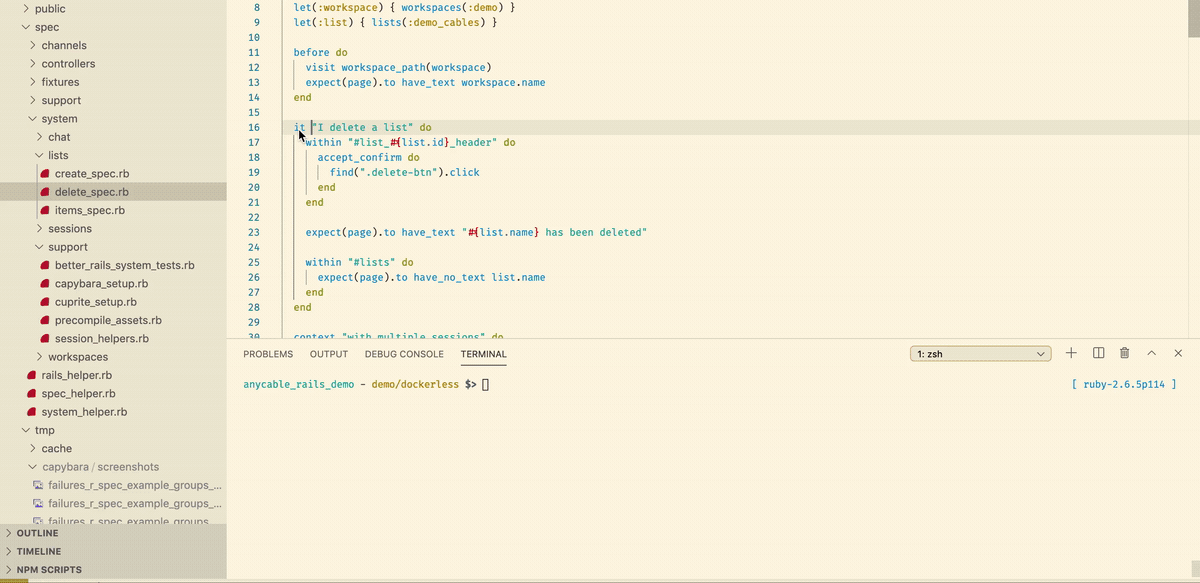 public
spec
channels
controllers
fixtures
support
system
chat
lists
create_spec.rb
delete_spec.rb
items_spec.rb
sessions
support
better_rails_system_tests.rb
capybara_setup.rb
cuprite_setup.rb
precompile_assets.rb
session_helpers.rb
workspaces
rails_helper.rb
spec_helper.rb
system_helper.rb
tmp
cache
capybara / screenshots
failures_r_spec_example_groups_...
failures_r_spec_example_groups_...
failures_r_spec_example_groups
OUTLINE
TIMELINE
NPM SCRIPTS
8 let(:workspace) { workspaces(:demo) }
9 let(:list) { lists(:demo_cables) }
10
11 before do
12 visit workspace_path(workspace)
13 expect(page).to have_text workspace.name
14 end
15
16 it "I delete a list" do
17 within "#list_#{list.id}_header" do
18 accept_confirm do
19 find(".delete-btn").click
20 end
21 end
22
23 expect(page).to have_text "#{list.name} has been deleted"
24
25 within "#lists" do
26 expect(page).to have_no_text list.name
27 end
28 end
29
30 context "with multiple sessions" do
PROBLEMS OUTPUT DEBUG CONSOLE TERMINAL 1: zsh
anycable_rails_demo - demo/dockerless $> [ ruby-2.6.5p114 ]